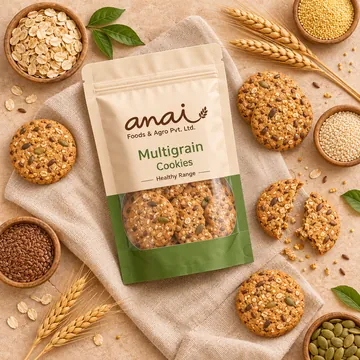 anai
Foods & Agro Pvt. Ltd.
Multigrain
Cookies
Healthy Range